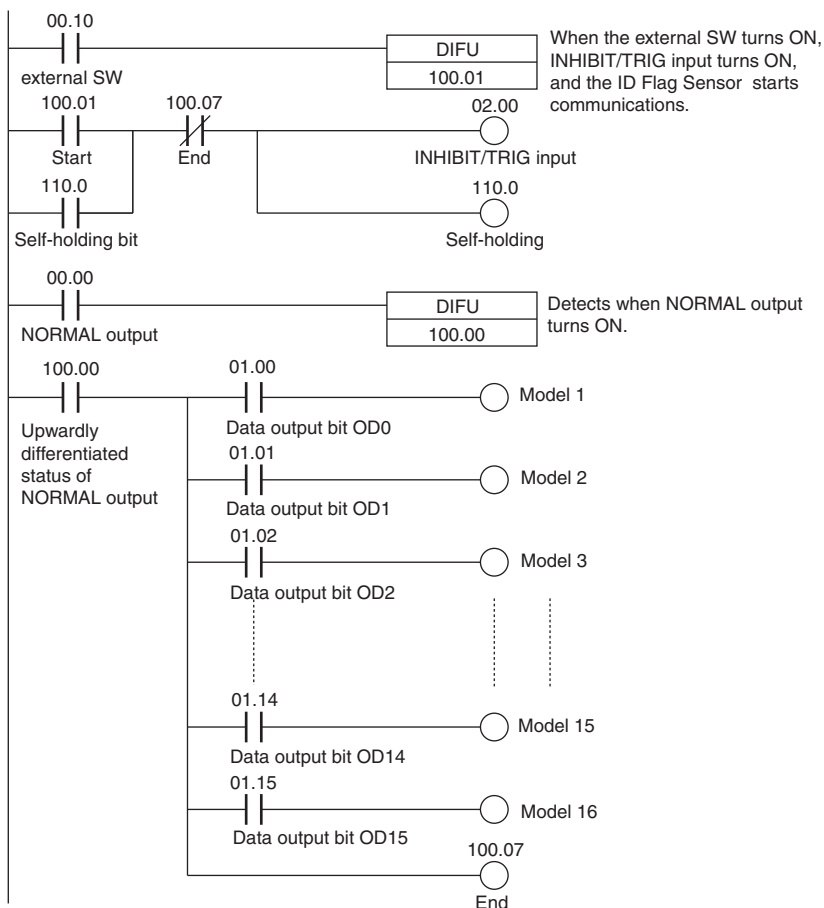 00.10
external SW
DIFU
100.01
When the external SW turns ON,
INHIBIT/TRIG input turns ON,
and the ID Flag Sensor starts
communications.
100.01
Start
100.07
End
02.00
INHIBIT/TRIG input
110.0
Self-holding bit
110.0
Self-holding
00.00
NORMAL output
DIFU
100.00
Detects when NORMAL output
turns ON.
100.00
Upwardly
differentiated
status of
NORMAL output
01.00
Data output bit OD0
Model 1
01.01
Data output bit OD1
Model 2
01.02
Data output bit OD2
Model 3
01.14
Data output bit OD14
Model 15
01.15
Data output bit OD15
Model 16
100.07
End